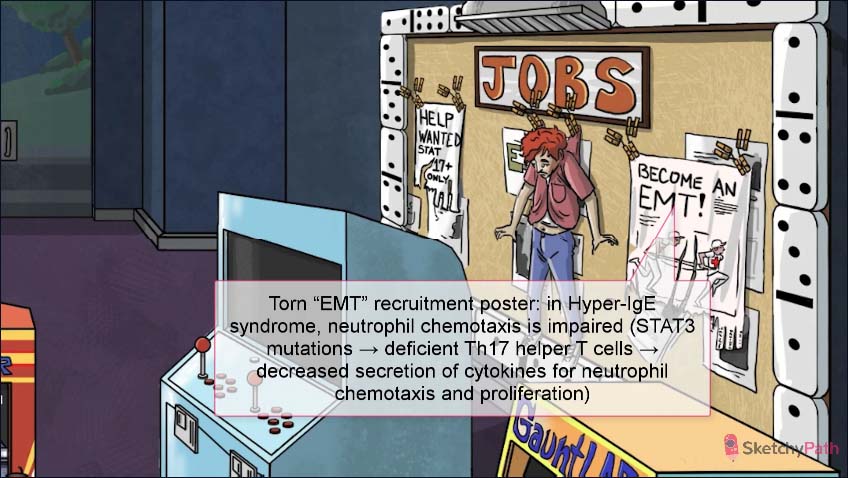 JOBS
HELP
WANTED
STAT
17+
ONLY
BECOME AN
EMT!
Torn “EMT” recruitment poster: in Hyper-IgE
syndrome, neutrophil chemotaxis is impaired (STAT3
mutations → deficient Th17 helper T cells →
decreased secretion of cytokines for neutrophil
chemotaxis and proliferation)
GauntLAR
SketchyPath